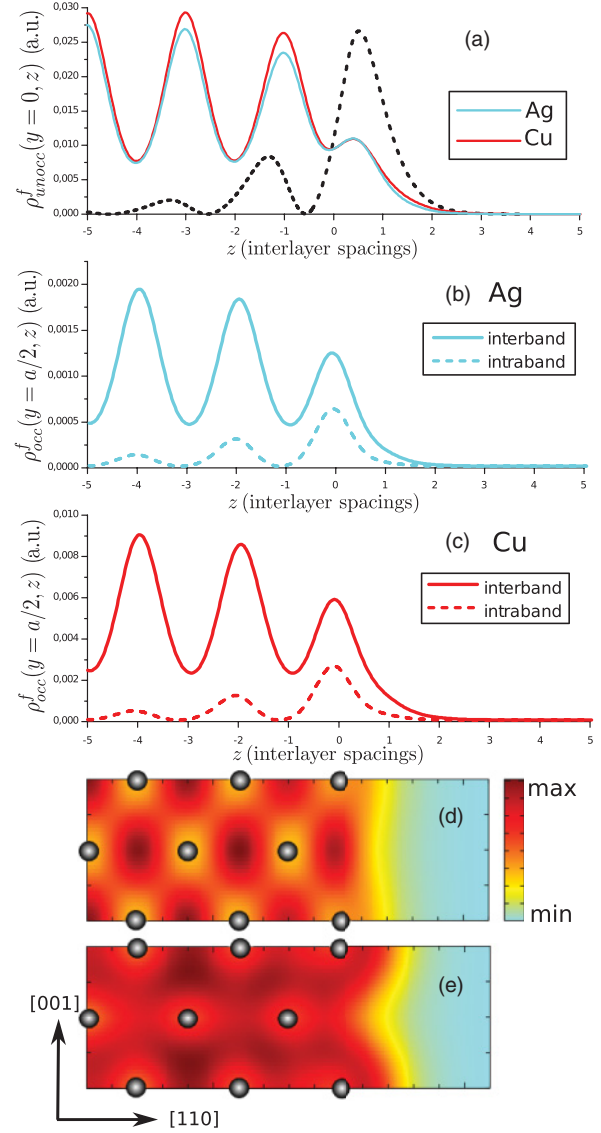 0,030
0,025
0,020
0,015
0,010
0,005
0,000
ρ^f_unocc(y = 0, z) (a.u.)
(a)
Ag
Cu
-5 -4 -3 -2 -1 0 1 2 3 4 5
z (interlayer spacings)
(b) Ag
0,0020
0,0015
0,0010
0,0005
0,0000
ρ^f_occ(y = a/2, z) (a.u.)
interband
intraband
-5 -4 -3 -2 -1 0 1 2 3 4 5
z (interlayer spacings)
(c) Cu
0,010
0,008
0,006
0,004
0,002
0,000
ρ^f_occ(y = a/2, z) (a.u.)
interband
intraband
-5 -4 -3 -2 -1 0 1 2 3 4 5
z (interlayer spacings)
(d)
max
min
(e)
[001]
[110]